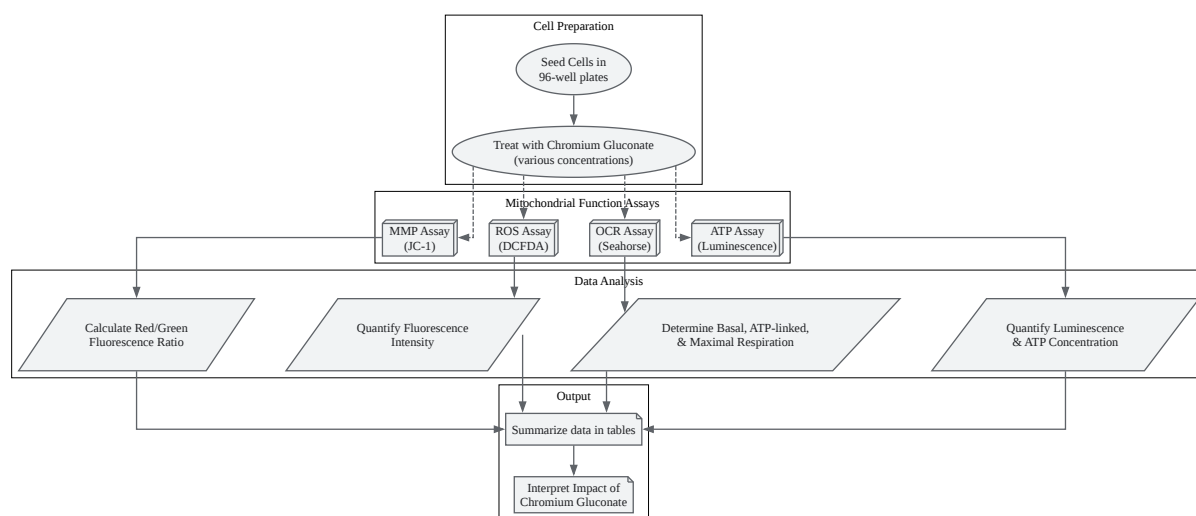 Cell Preparation
Seed Cells in
96-well plates
Treat with Chromium Gluconate
(various concentrations)
Mitochondrial Function Assays
MMP Assay
(JC-1)
ROS Assay
(DCFDA)
OCR Assay
(Seahorse)
ATP Assay
(Luminescence)
Data Analysis
Calculate Red/Green
Fluorescence Ratio
Quantify Fluorescence
Intensity
Determine Basal, ATP-linked,
& Maximal Respiration
Quantify Luminescence
& ATP Concentration
Output
Summarize data in tables
Interpret Impact of
Chromium Gluconate